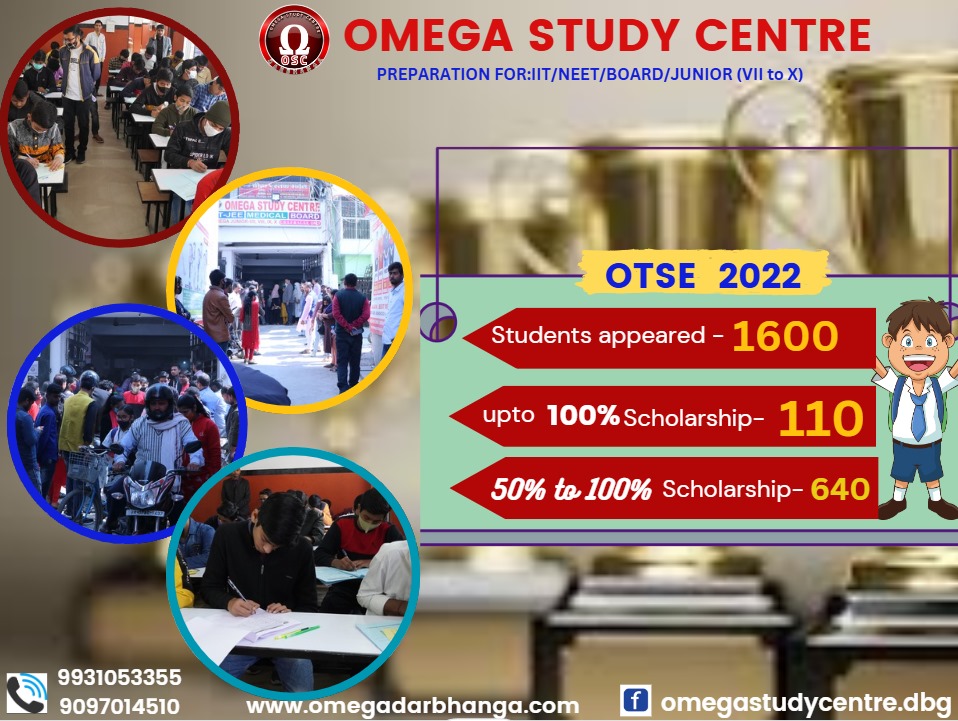 OMEGA STUDY CENTRE
Ω
OSC
PREPARATION FOR:IIT/NEET/BOARD/JUNIOR (VII to X)
OMEGA STUDY CENTRE
IT-JEE MEDICAL BOARD
OTSE 2022
Students appeared - 1600
upto 100% Scholarship- 110
50% to 100% Scholarship- 640
9931053355
9097014510
www.omegadarbhanga.com
f omegastudycentre.dbg